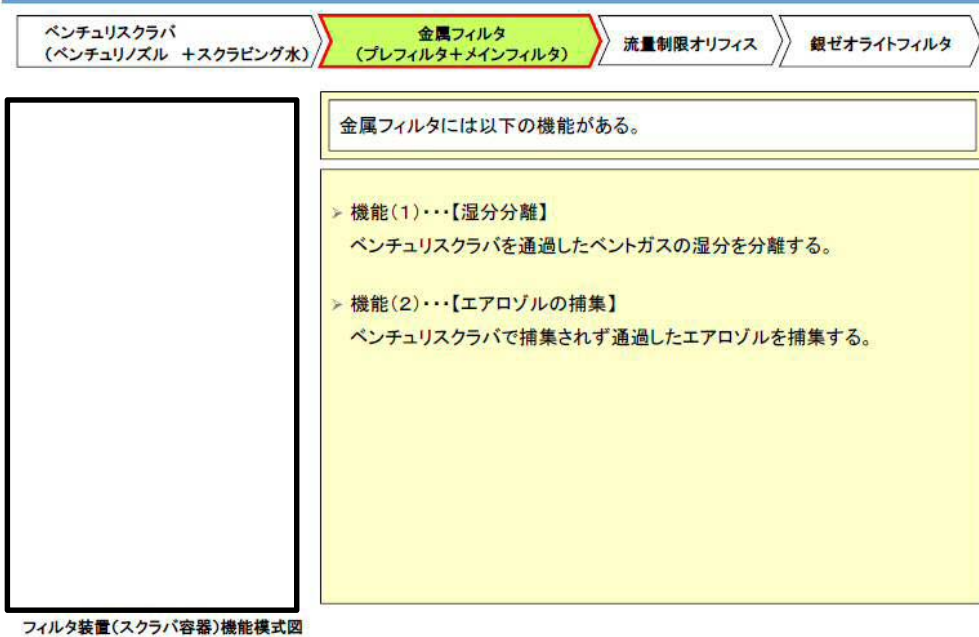 ベンチュリスクラバ
(ベンチュリノズル +スクラビング水)
金属フィルタ
(プレフィルタ+メインフィルタ)
流量制限オリフィス
銀ゼオライトフィルタ
金属フィルタには以下の機能がある。
➢ 機能(1)・・・【湿分分離】
ベンチュリスクラバを通過したベントガスの湿分を分離する。
➢ 機能(2)・・・【エアロゾルの捕集】
ベンチュリスクラバで捕集されず通過したエアロゾルを捕集する。
フィルタ装置(スクラバ容器)機能模式図